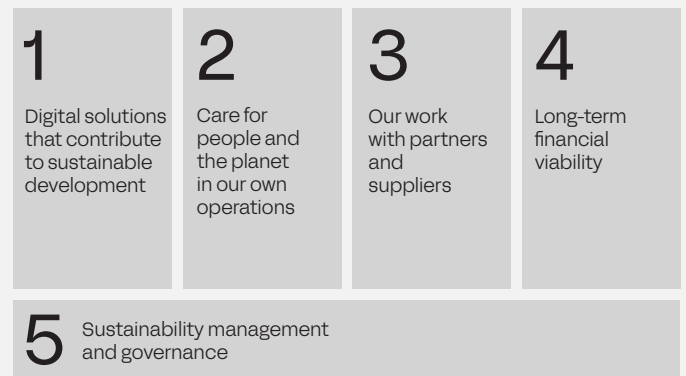 1
Digital solutions
that contribute
to sustainable
development
2
Care for
people and
the planet
in our own
operations
3
Our work
with partners
and
suppliers
4
Long-term
financial
viability
5
Sustainability management
and governance